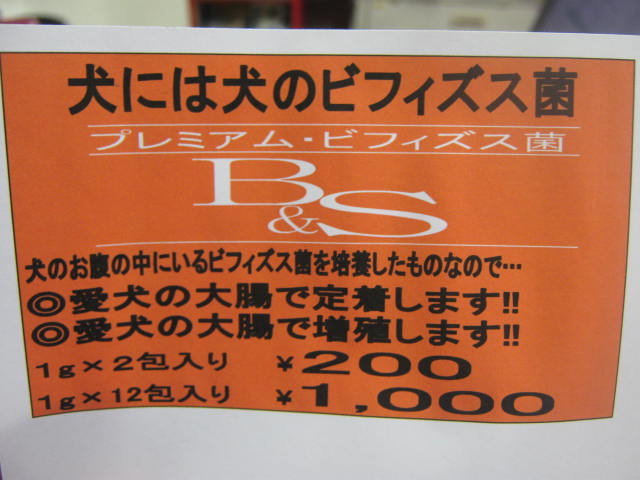 犬には犬のビフィズス菌
プレミアム・ビフィズス菌
B&S
犬のお腹の中にいるビフィズス菌を培養したものなので…
◎愛犬の大腸で定着します!!
◎愛犬の大腸で増殖します!!
1g×2包入り ¥200
1g×12包入り ¥1,000